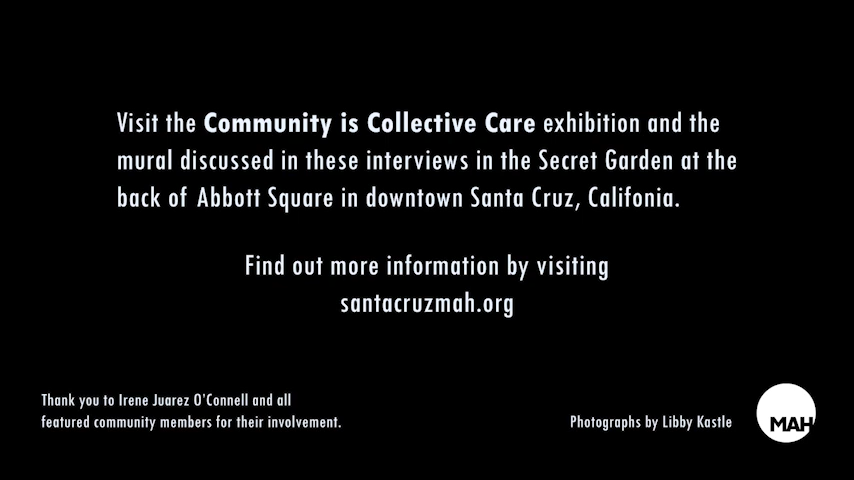 Visit the Community is Collective Care exhibition and the
mural discussed in these interviews in the Secret Garden at the
back of Abbott Square in downtown Santa Cruz, Califonia.
Find out more information by visiting
santacruzmah.org
Thank you to Irene Juarez O'Connell and all
featured community members for their involvement.
Photographs by Libby Kastle
MAH